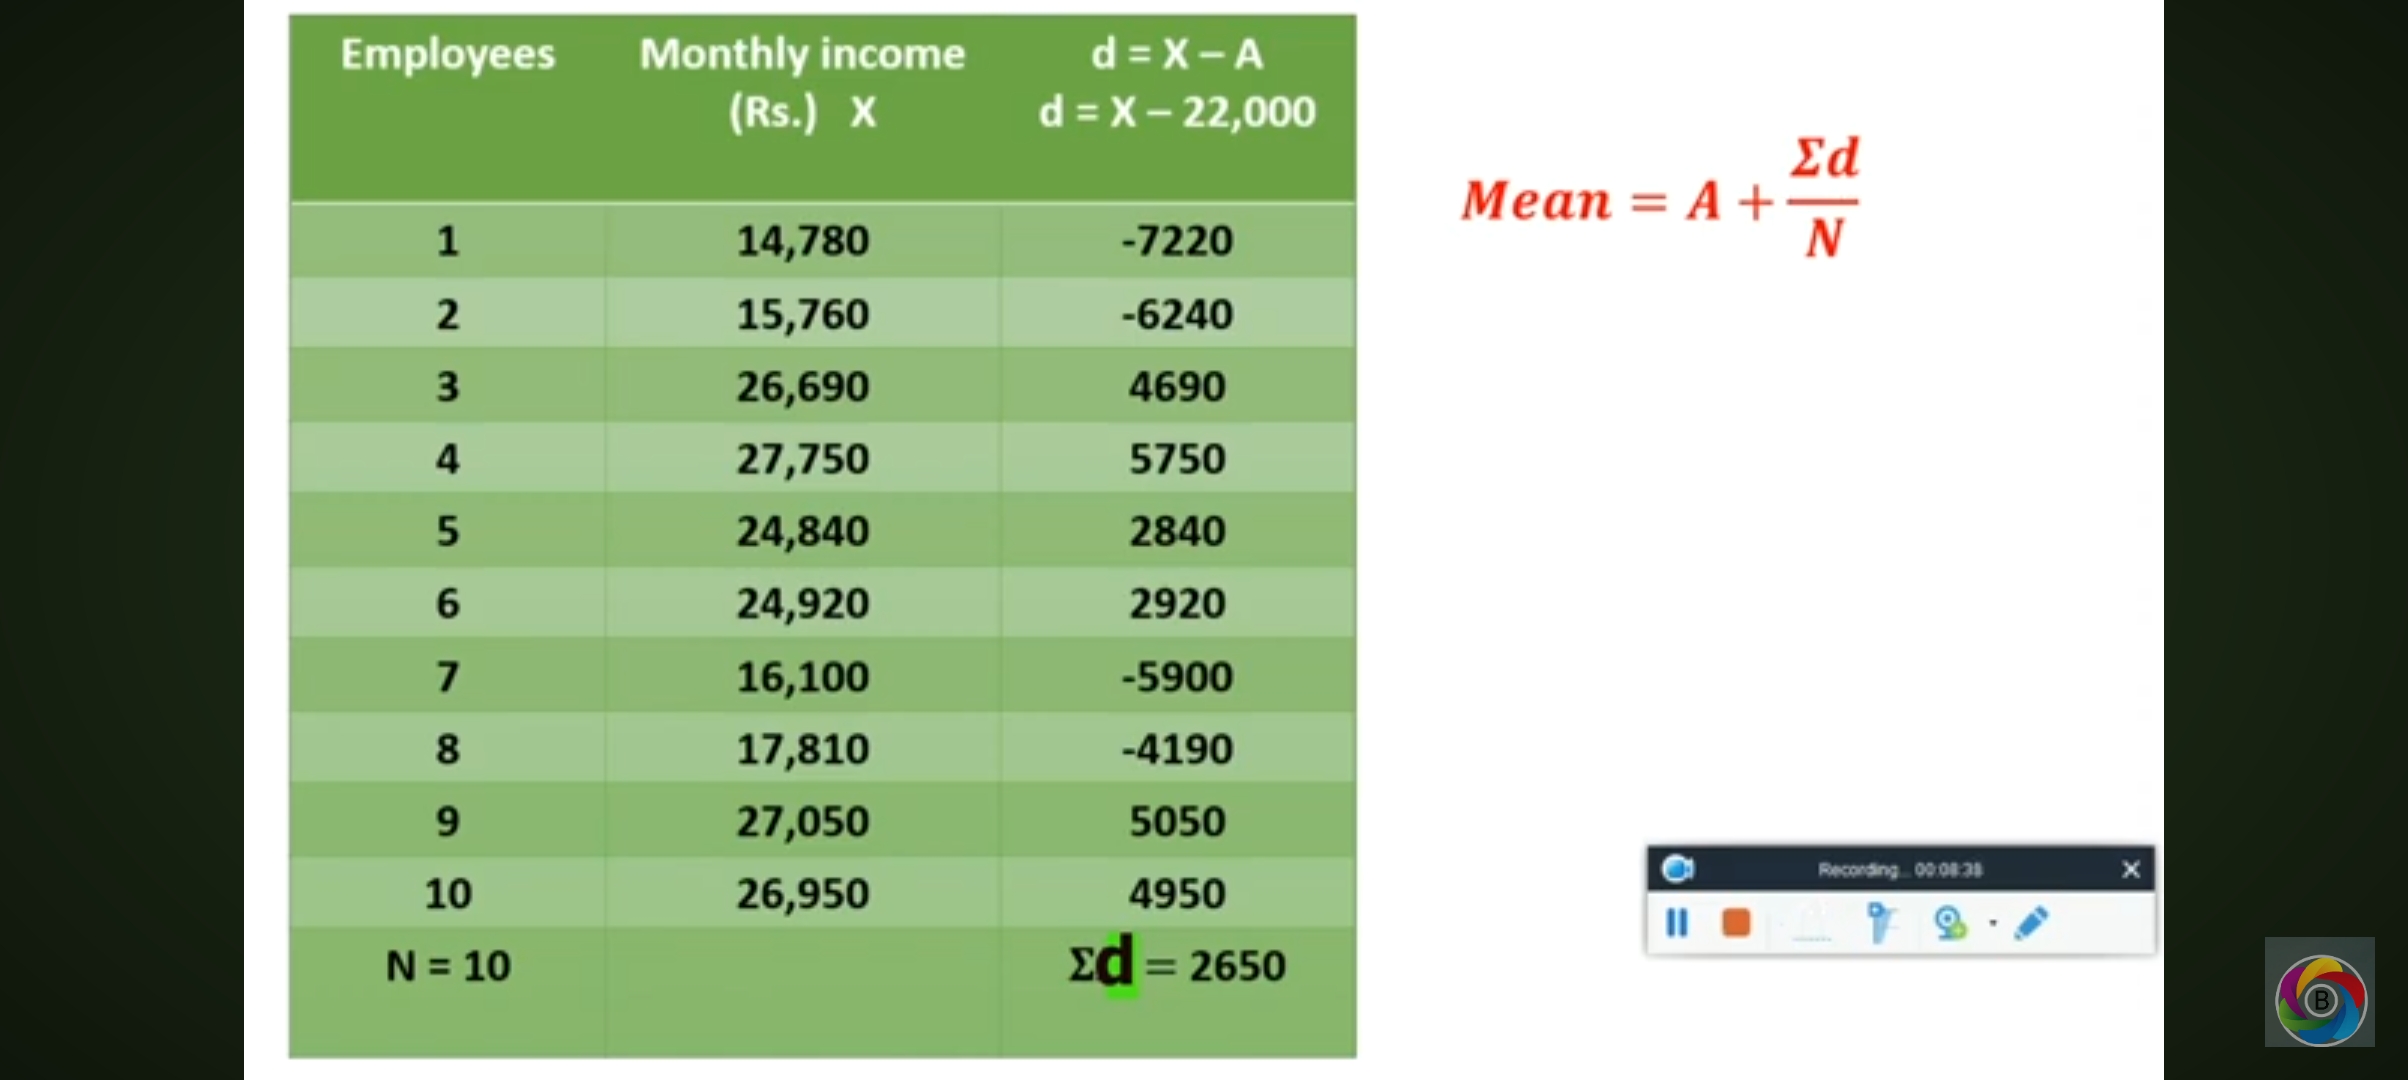 Employees Monthly income (Rs.) X d = X – A d = X – 22,000
1 14,780 -7220
2 15,760 -6240
3 26,690 4690
4 27,750 5750
5 24,840 2840
6 24,920 2920
7 16,100 -5900
8 17,810 -4190
9 27,050 5050
10 26,950 4950
N = 10 Σd = 2650
Mean = A + Σd / N
Recording... 00:08:38
B